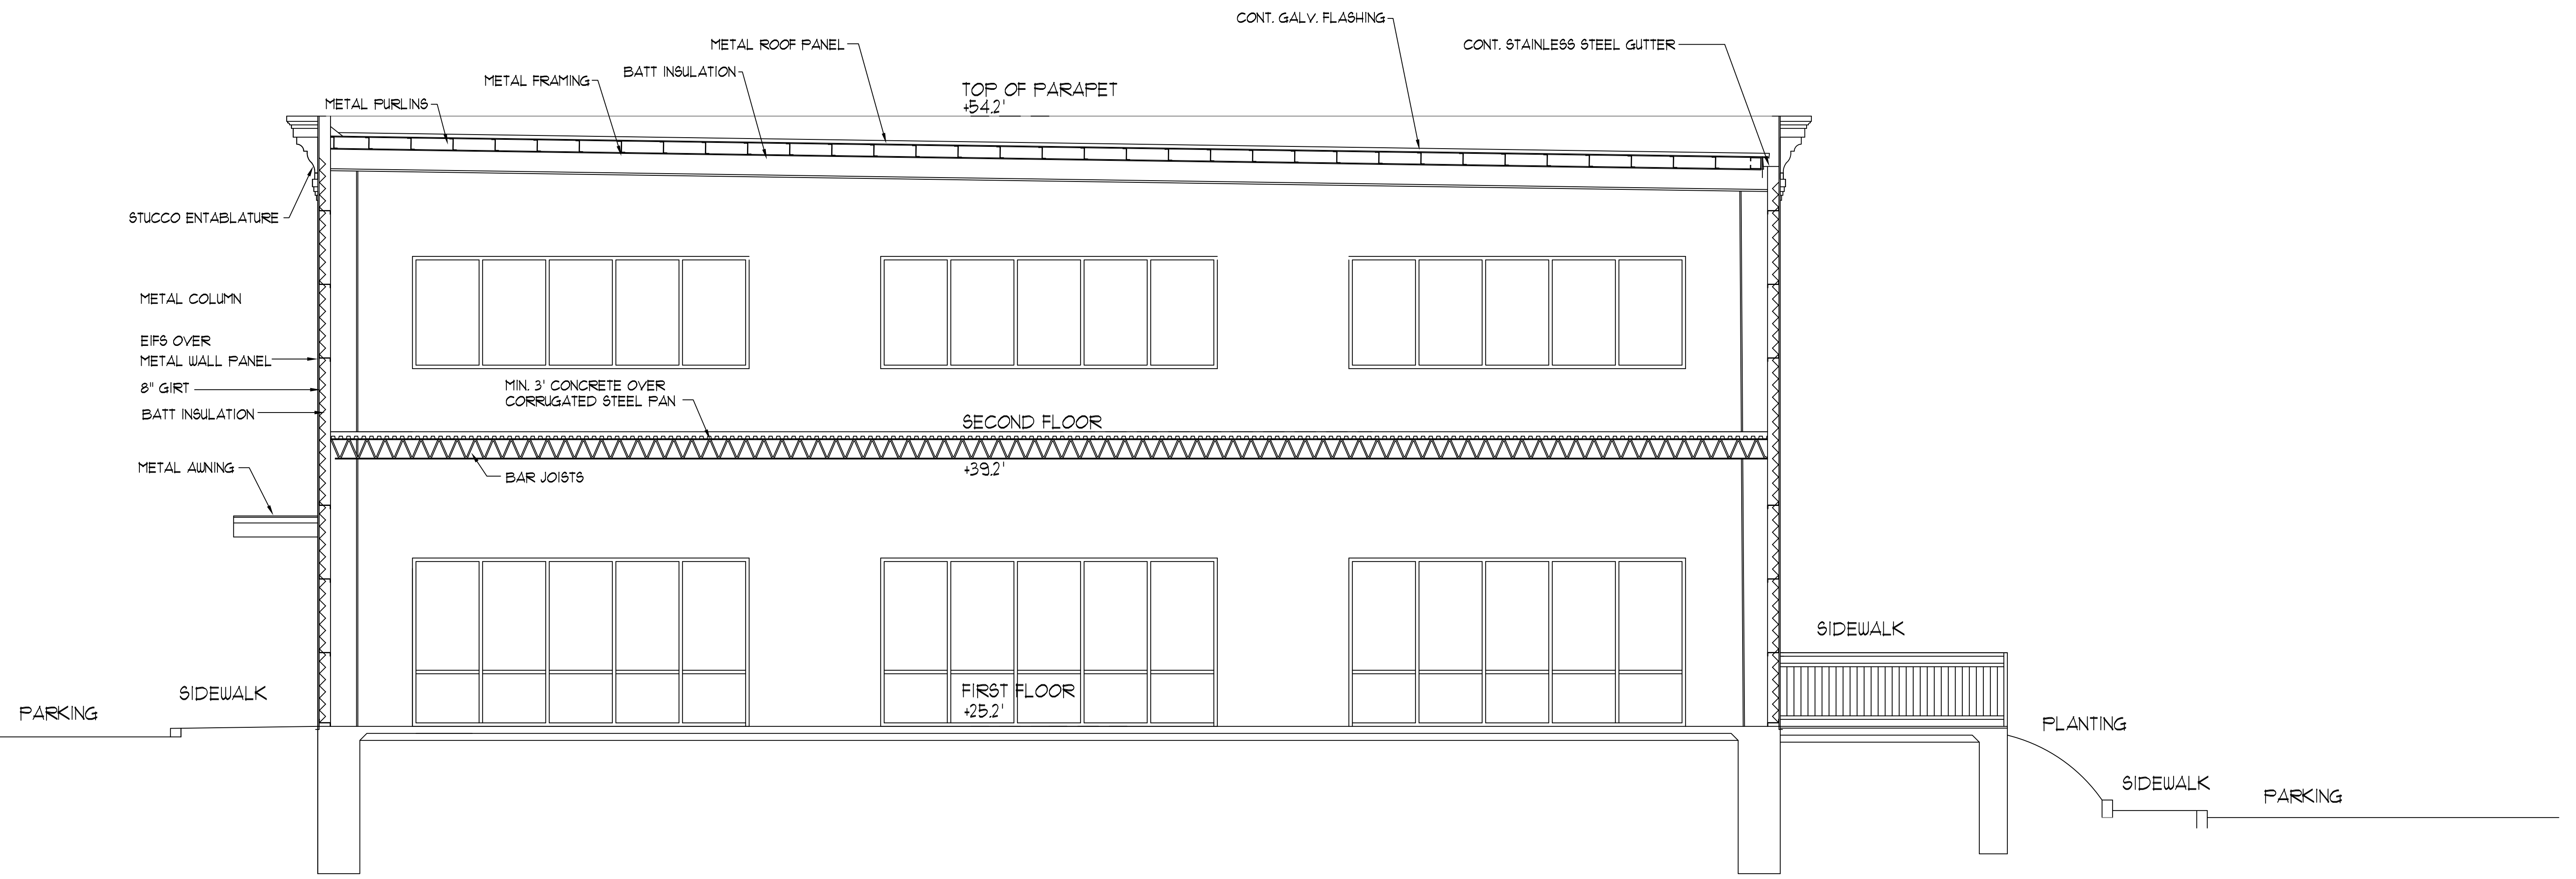 CONT. GALV. FLASHING
METAL ROOF PANEL
CONT. STAINLESS STEEL GUTTER
BATT INSULATION
METAL FRAMING
TOP OF PARAPET
+54.2'
METAL PURLINS
STUCCO ENTABLATURE
METAL COLUMN
EIFS OVER
METAL WALL PANEL
8" GIRT
BATT INSULATION
MIN. 3' CONCRETE OVER
CORRUGATED STEEL PAN
SECOND FLOOR
+39.2'
METAL AWNING
BAR JOISTS
SIDEWALK
SIDEWALK
PARKING
FIRST FLOOR
+25.2'
PLANTING
SIDEWALK
PARKING